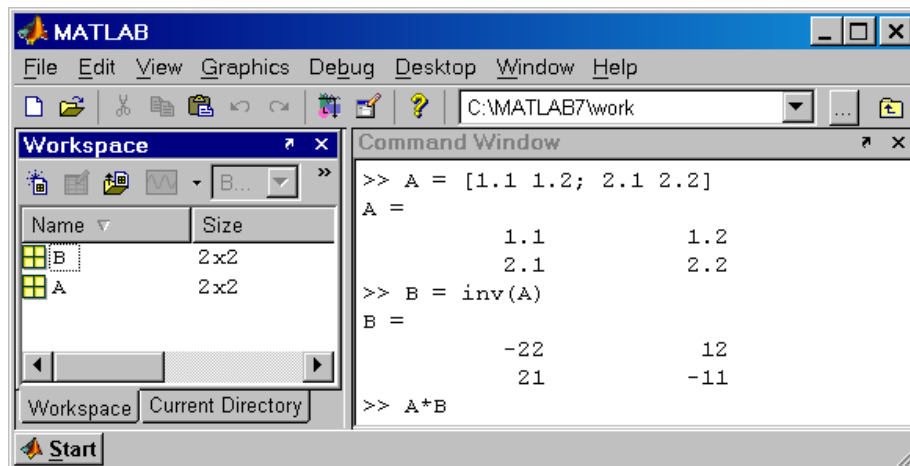 MATLAB
File Edit View Graphics Debug Desktop Window Help
C:\MATLAB7\work
...
Workspace
B...
»
Name Size
B 2x2
A 2x2
Workspace Current Directory
Command Window
>> A = [1.1 1.2; 2.1 2.2]
A =
1.1 1.2
2.1 2.2
>> B = inv(A)
B =
-22 12
21 -11
>> A*B
Start